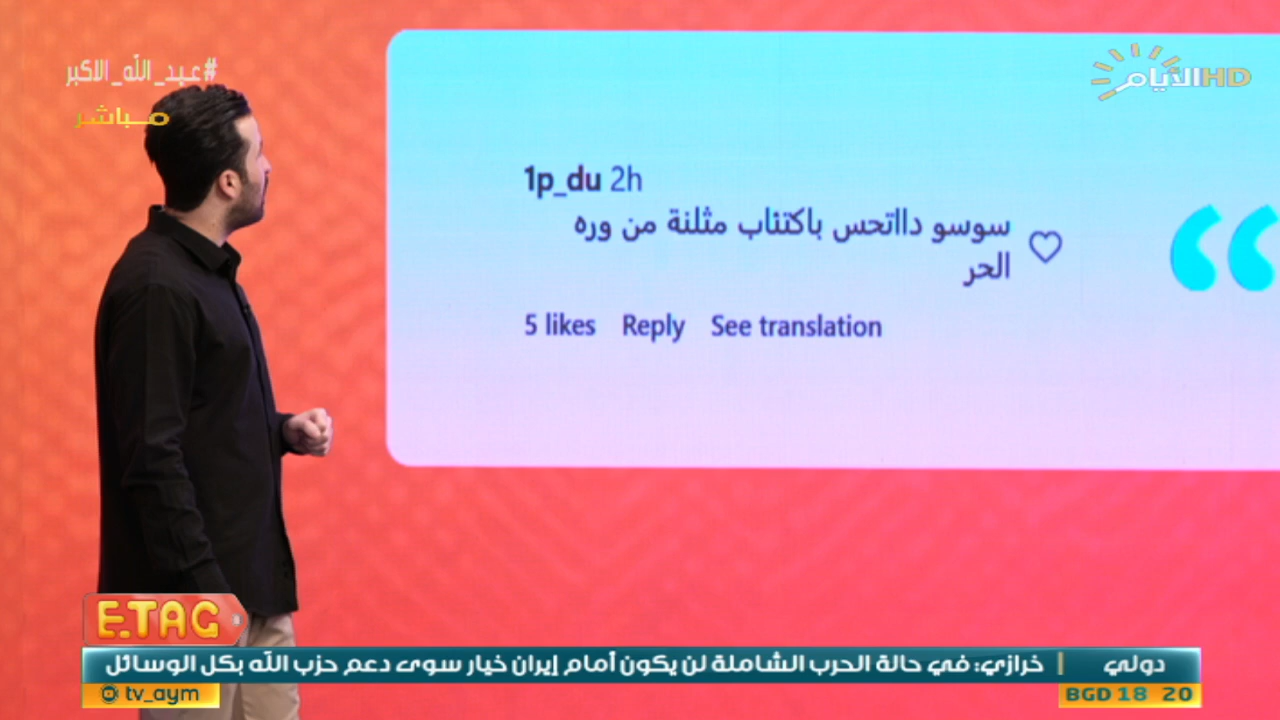 #عبد_الله_الاكبر
مباشر
الأيام HD
1p_du 2h
سوسو دااتحس باكتئاب مثلنة من وره
الحر
5 likes Reply See translation
E.TAG
دولي | خرازي: في حالة الحرب الشاملة لن يكون أمام إيران خيار سوى دعم حزب الله بكل الوسائل
tv_aym
BGD 18 20